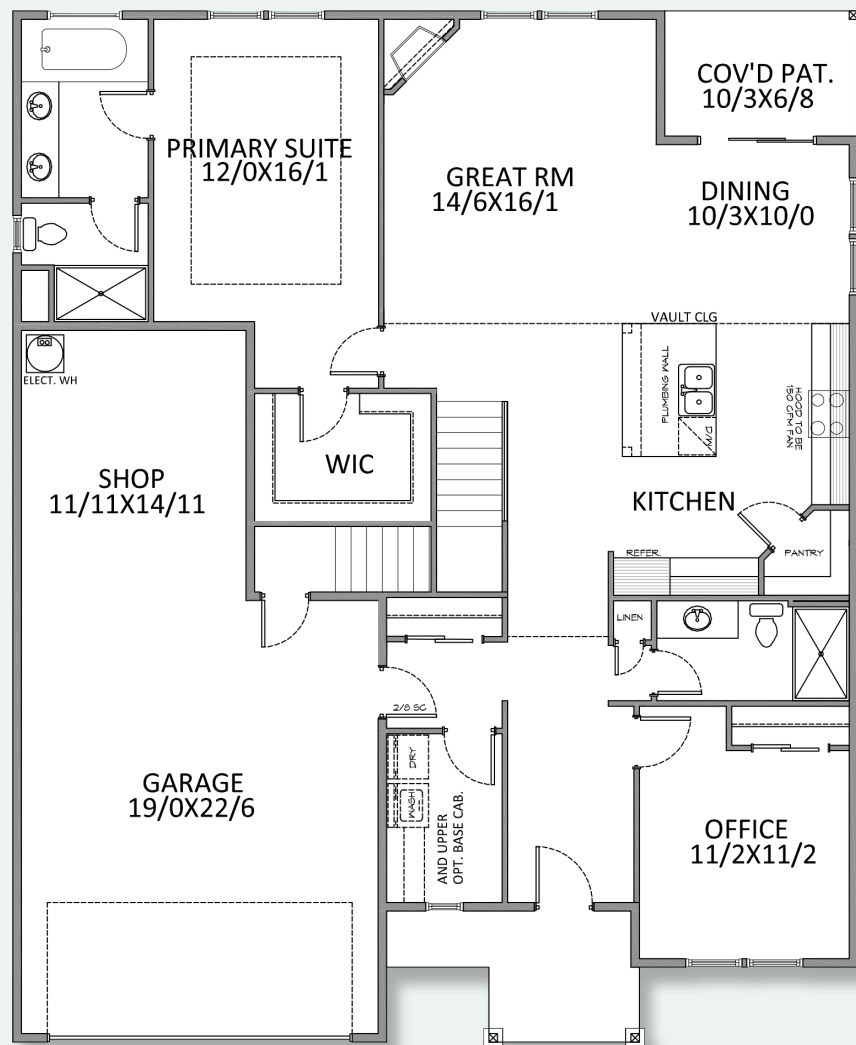 COV'D PAT.
10/3X6/8
PRIMARY SUITE
12/0X16/1
GREAT RM
14/6X16/1
DINING
10/3X10/0
VAULT CLG
ELECT. WH
PLUMBING WALL
D/W
HOOD TO BE
150 CFM FAN
WIC
SHOP
11/11X14/11
KITCHEN
REFER.
PANTRY
LINEN
2/8 SC
DRY
WASH
AND UPPER
OPT. BASE CAB.
GARAGE
19/0X22/6
OFFICE
11/2X11/2